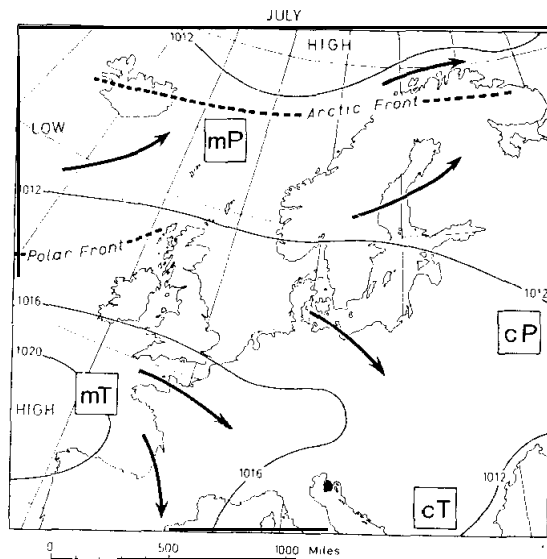 JULY
1012
HIGH
Arctic Front
LOW
mP
1012
Polar Front
1016
1012
cP
1020
mT
HIGH
1016
1012
cT
0 500 1000 Miles